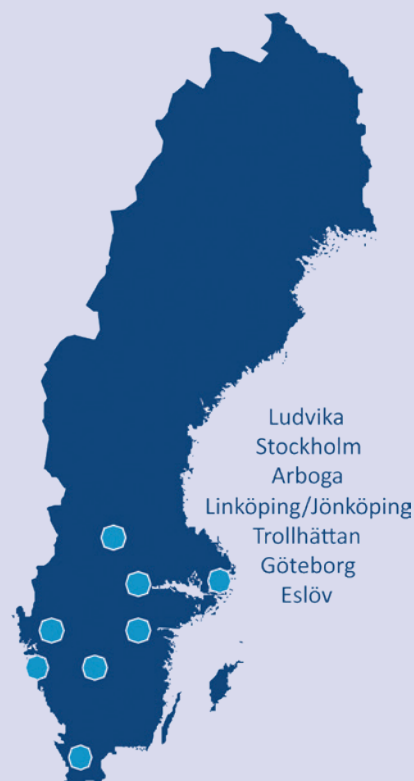 Ludvika
Stockholm
Arboga
Linköping/Jönköping
Trollhättan
Göteborg
Eslöv